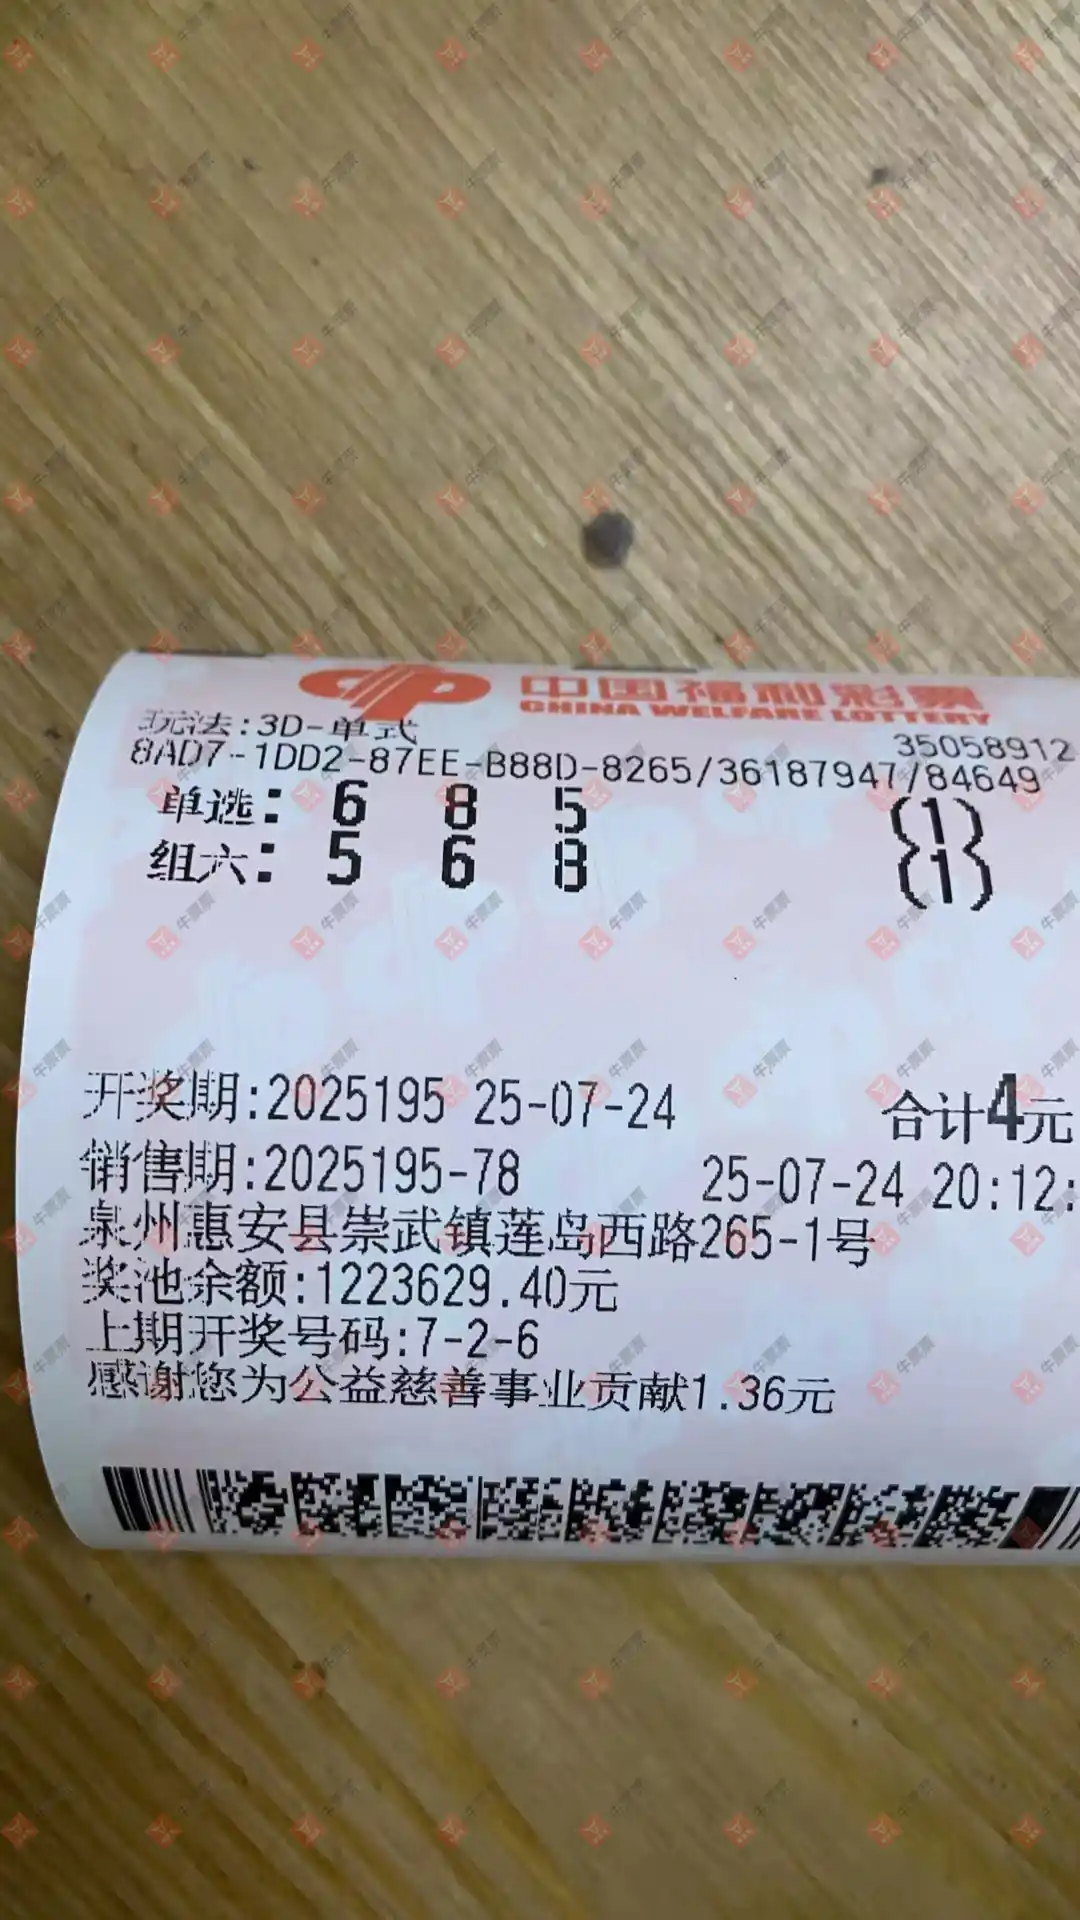 中国福利彩票
CHINA WELFARE LOTTERY
玩法:3D-单式
35058912
8AD7-1DD2-87EE-B88D-8265/36187947/84649
单选: 6 8 5 (1)
组六: 5 6 8 (1)
开奖期:2025195 25-07-24 合计4元
销售期:2025195-78 25-07-24 20:12:
泉州惠安县崇武镇莲岛西路265-1号
奖池余额:1223629.40元
上期开奖号码:7-2-6
感谢您为公益慈善事业贡献1.36元
牛票票